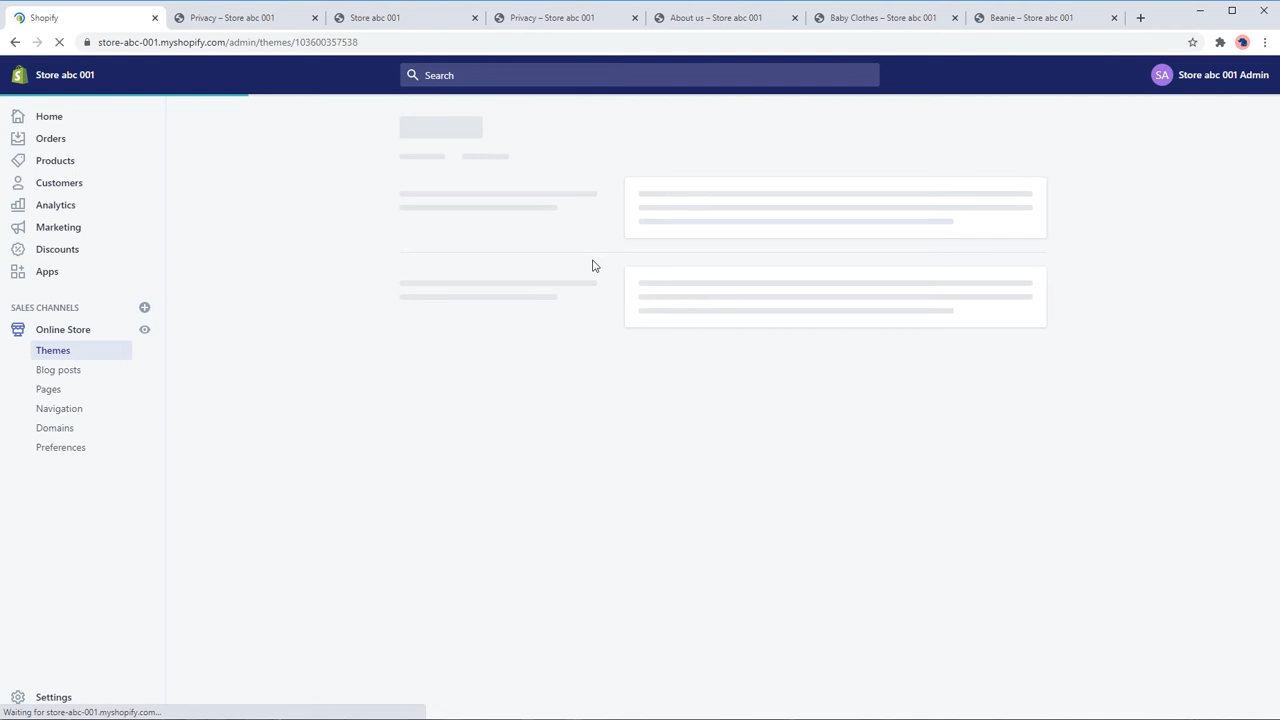 Shopify
Privacy – Store abc 001
Store abc 001
Privacy – Store abc 001
About us – Store abc 001
Baby Clothes – Store abc 001
Beanie – Store abc 001
store-abc-001.myshopify.com/admin/themes/103600357538
Store abc 001
Search
SA
Store abc 001 Admin
Home
Orders
Products
Customers
Analytics
Marketing
Discounts
Apps
SALES CHANNELS
Online Store
Themes
Blog posts
Pages
Navigation
Domains
Preferences
Settings
Waiting for store-abc-001.myshopify.com...